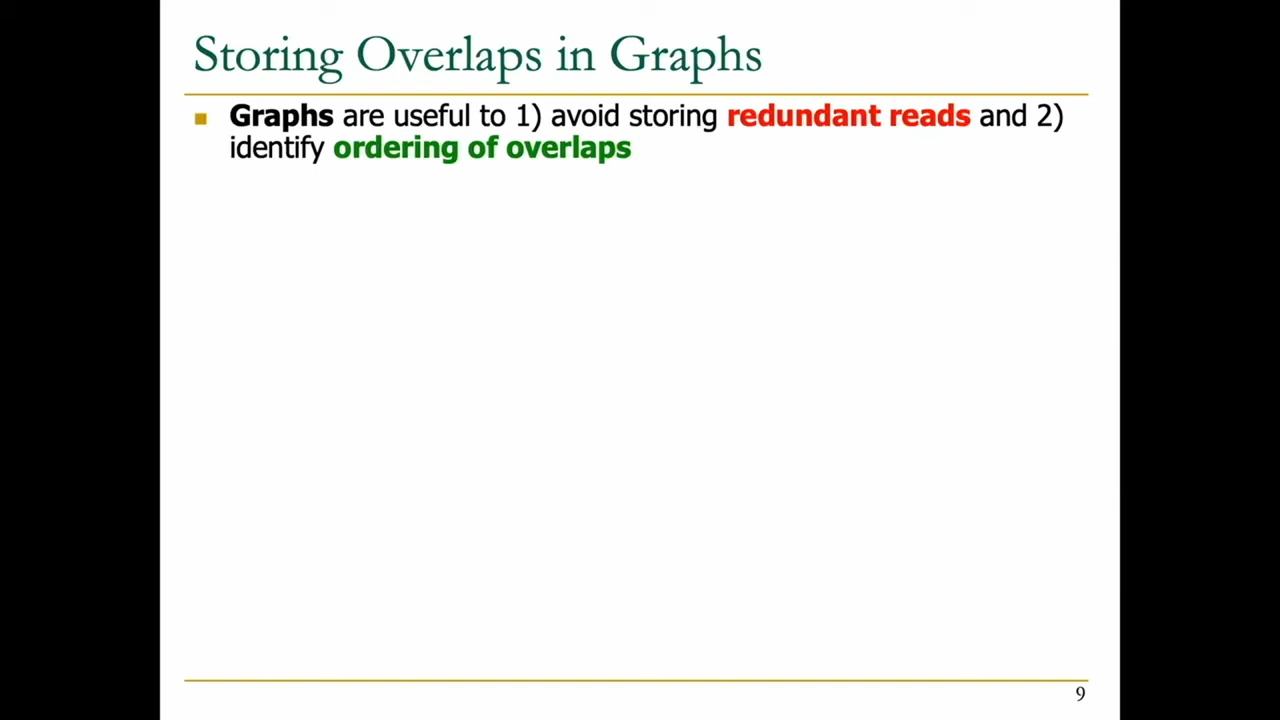 Storing Overlaps in Graphs
Graphs are useful to 1) avoid storing redundant reads and 2)
identify ordering of overlaps
9